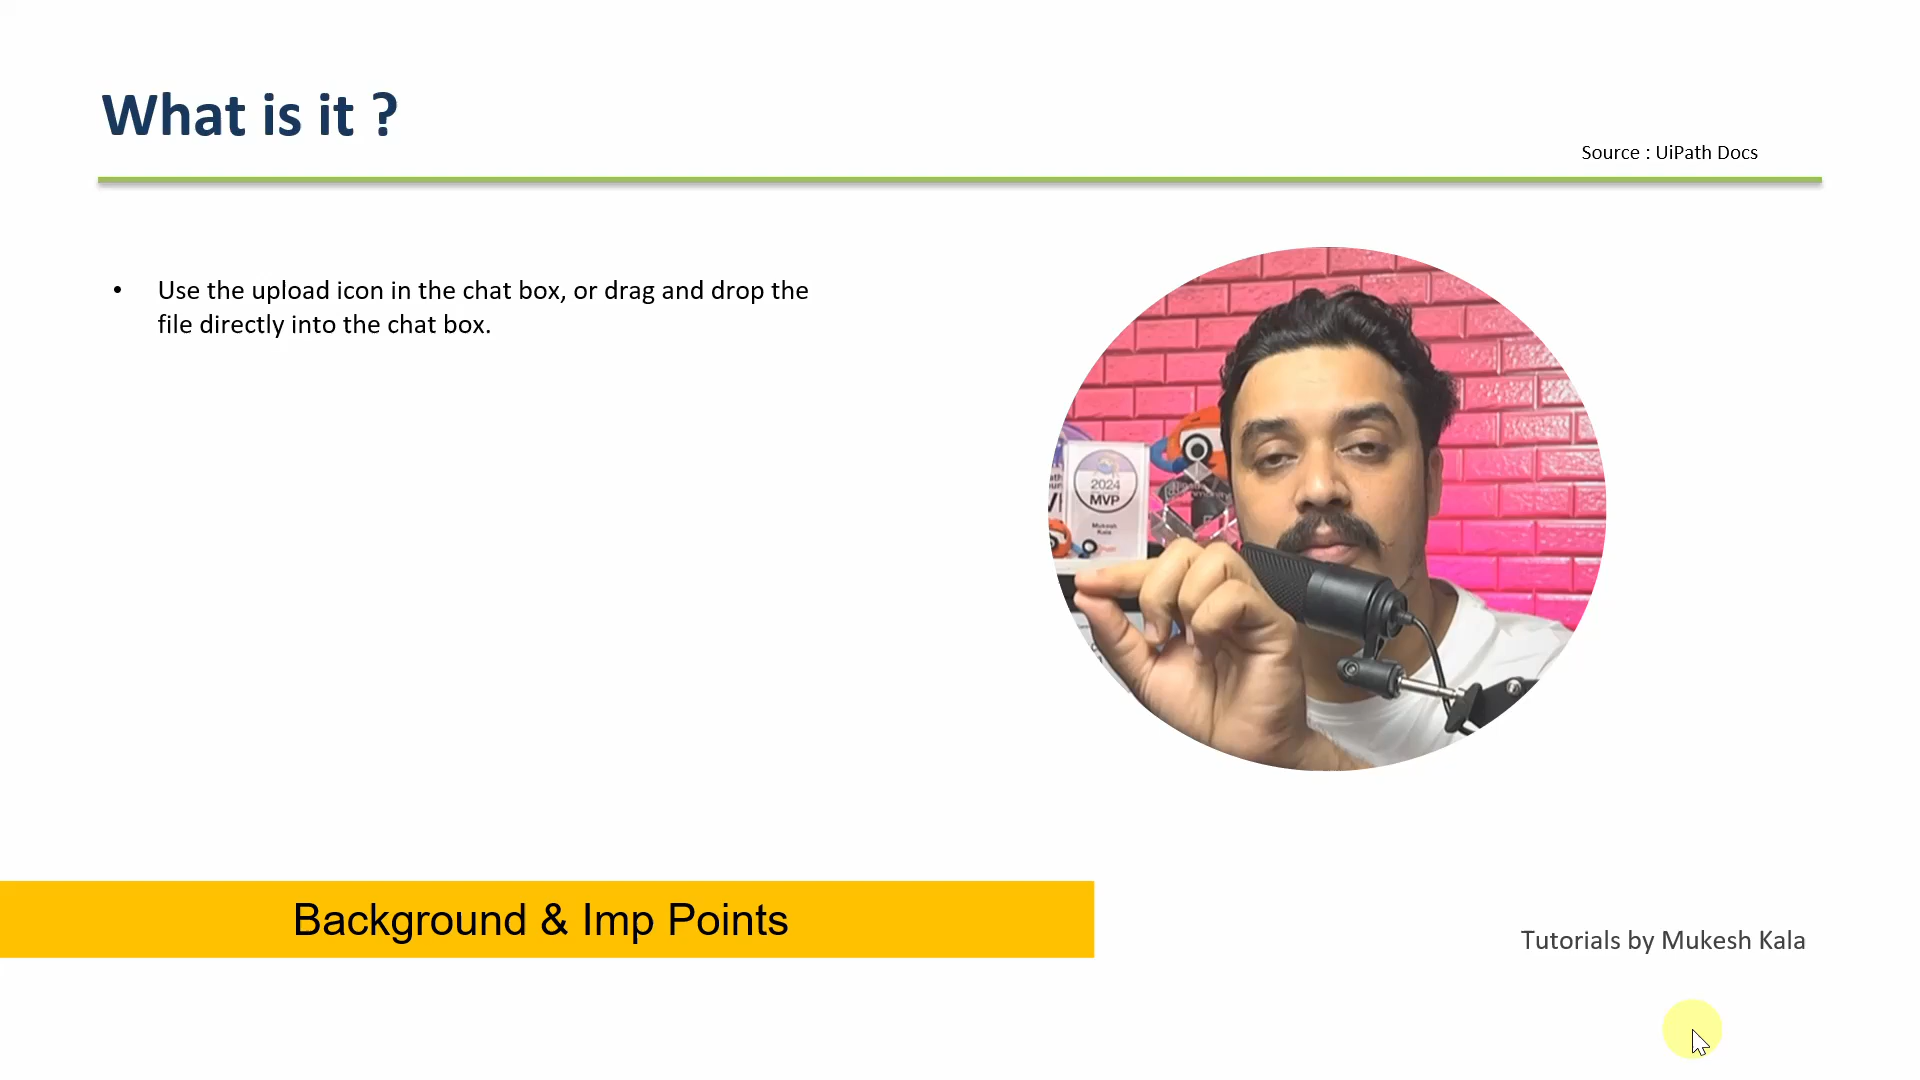 What is it ?
Source : UiPath Docs
• Use the upload icon in the chat box, or drag and drop the
file directly into the chat box.
2024
MVP
Mukesh
Kala
Background & Imp Points
Tutorials by Mukesh Kala